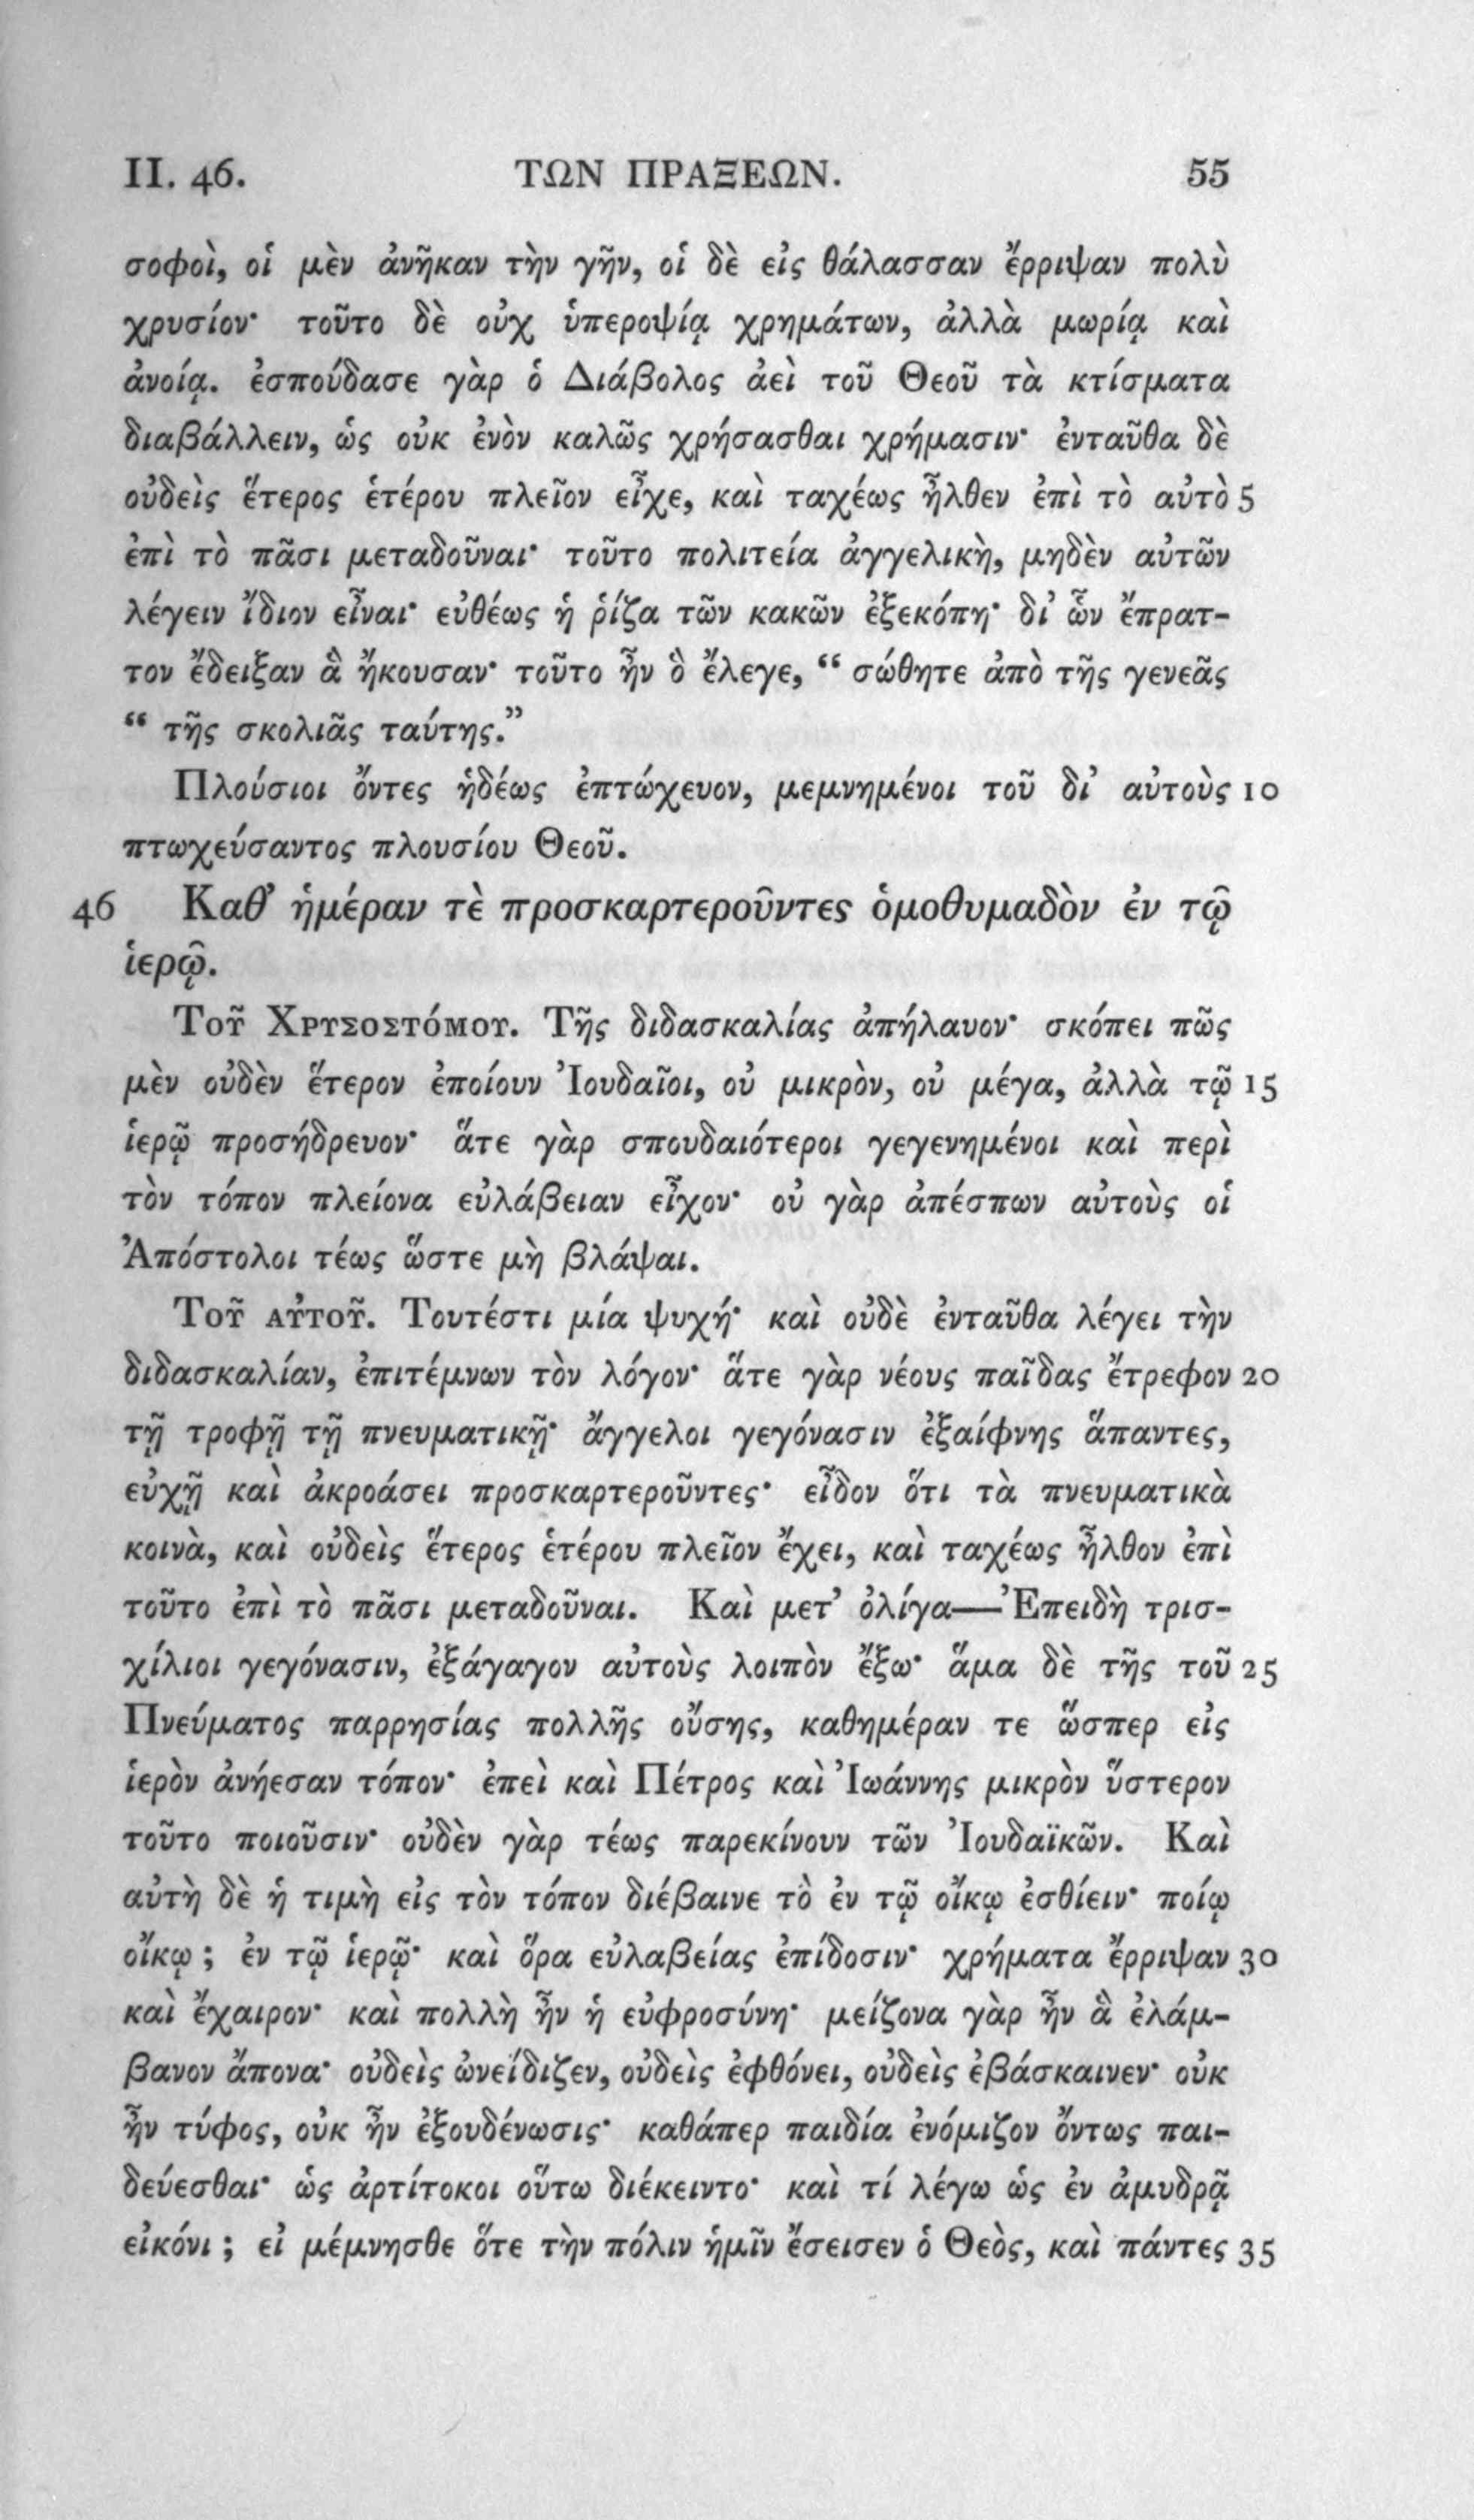 II. 46. ΤΩΝ ΠΡΑΞΕΩΝ. 55
σοφοὶ, οἱ μὲν ἀνῆκαν τὴν γῆν, οἱ δὲ εἰς θάλασσαν ἔρριψαν πολὺ
χρυσίον· τοῦτο δὲ οὐχ ὑπεροψίᾳ χρημάτων, ἀλλὰ μωρίᾳ καὶ
ἀνοίᾳ. ἐσπούδασε γὰρ ὁ Διάβολος ἀεὶ τοῦ Θεοῦ τὰ κτίσματα
διαβάλλειν, ὡς οὐκ ἐνὸν καλῶς χρήσασθαι χρήμασιν· ἐνταῦθα δὲ
οὐδεὶς ἕτερος ἑτέρου πλεῖον εἶχε, καὶ ταχέως ἦλθεν ἐπὶ τὸ αὐτὸ 5
ἐπὶ τὸ πᾶσι μεταδοῦναι· τοῦτο πολιτεία ἀγγελικὴ, μηδὲν αὐτῶν
λέγειν ἴδιον εἶναι· εὐθέως ἡ ῥίζα τῶν κακῶν ἐξεκόπη· δι’ ὧν ἔπρατ-
τον ἔδειξαν ἃ ἤκουσαν· τοῦτο ἦν ὃ ἔλεγε, “ σώθητε ἀπὸ τῆς γενεᾶς
“ τῆς σκολιᾶς ταύτης.”
Πλούσιοι ὄντες ἡδέως ἐπτώχευον, μεμνημένοι τοῦ δι’ αὐτοὺς 10
πτωχεύσαντος πλουσίου Θεοῦ.
46 Καθ’ ἡμέραν τὲ προσκαρτεροῦντες ὁμοθυμαδὸν ἐν τῷ
ἱερῷ.
Τοῦ Χρυσοστόμου. Τῆς διδασκαλίας ἀπήλαυον· σκόπει πῶς
μὲν οὐδὲν ἕτερον ἐποίουν Ἰουδαῖοι, οὐ μικρὸν, οὐ μέγα, ἀλλὰ τῷ 15
ἱερῷ προσήδρευον· ἅτε γὰρ σπουδαιότεροι γεγενημένοι καὶ περὶ
τὸν τόπον πλείονα εὐλάβειαν εἶχον· οὐ γὰρ ἀπέσπων αὐτοὺς οἱ
Ἀπόστολοι τέως ὥστε μὴ βλάψαι.
Τοῦ αὐτοῦ. Τουτέστι μία ψυχή· καὶ οὐδὲ ἐνταῦθα λέγει τὴν
διδασκαλίαν, ἐπιτέμνων τὸν λόγον· ἅτε γὰρ νέους παῖδας ἔτρεφον 20
τῇ τροφῇ τῇ πνευματικῇ· ἄγγελοι γεγόνασιν ἐξαίφνης ἅπαντες,
εὐχῇ καὶ ἀκροάσει προσκαρτεροῦντες· εἶδον ὅτι τὰ πνευματικὰ
κοινὰ, καὶ οὐδεὶς ἕτερος ἑτέρου πλεῖον ἔχει, καὶ ταχέως ἦλθον ἐπὶ
τοῦτο ἐπὶ τὸ πᾶσι μεταδοῦναι. Καὶ μετ’ ὀλίγα—Ἐπειδὴ τρισ-
χίλιοι γεγόνασιν, ἐξάγαγον αὐτοὺς λοιπὸν ἔξω· ἅμα δὲ τῆς τοῦ 25
Πνεύματος παρρησίας πολλῆς οὔσης, καθημέραν τε ὥσπερ εἰς
ἱερὸν ἀνήεσαν τόπον· ἐπεὶ καὶ Πέτρος καὶ Ἰωάννης μικρὸν ὕστερον
τοῦτο ποιοῦσιν· οὐδὲν γὰρ τέως παρεκίνουν τῶν Ἰουδαϊκῶν. Καὶ
αὐτὴ δὲ ἡ τιμὴ εἰς τὸν τόπον διέβαινε τὸ ἐν τῷ οἴκῳ ἐσθίειν· ποίῳ
οἴκῳ ; ἐν τῷ ἱερῷ· καὶ ὅρα εὐλαβείας ἐπίδοσιν· χρήματα ἔρριψαν 30
καὶ ἔχαιρον· καὶ πολλὴ ἦν ἡ εὐφροσύνη· μείζονα γὰρ ἦν ἃ ἐλάμ-
βανον ἄπονα· οὐδεὶς ὠνείδιζεν, οὐδεὶς ἐφθόνει, οὐδεὶς ἐβάσκαινεν· οὐκ
ἦν τύφος, οὐκ ἦν ἐξουδένωσις· καθάπερ παιδία ἐνόμιζον ὄντως παι-
δεύεσθαι· ὡς ἀρτίτοκοι οὕτω διέκειντο· καὶ τί λέγω ὡς ἐν ἀμυδρᾷ
εἰκόνι ; εἰ μέμνησθε ὅτε τὴν πόλιν ἡμῖν ἔσεισεν ὁ Θεὸς, καὶ πάντες 35